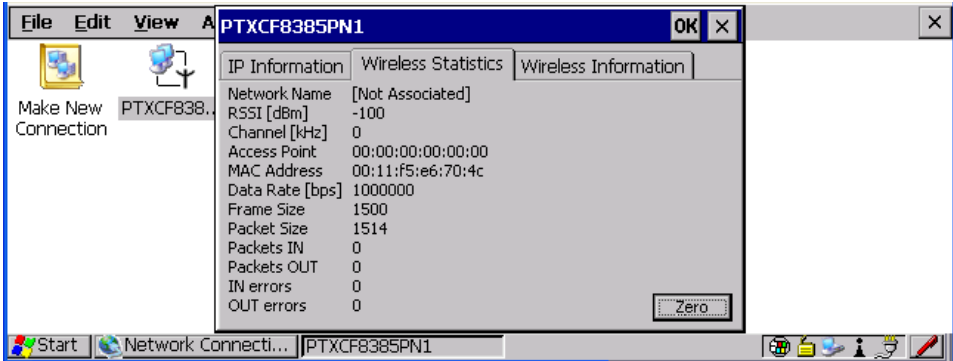 File Edit View A
PTXCF8385PN1 OK
IP Information Wireless Statistics Wireless Information
Make New Connection
PTXCF838...
Network Name [Not Associated]
RSSI [dBm] -100
Channel [kHz] 0
Access Point 00:00:00:00:00:00
MAC Address 00:11:f5:e6:70:4c
Data Rate [bps] 1000000
Frame Size 1500
Packet Size 1514
Packets IN 0
Packets OUT 0
IN errors 0
OUT errors 0
Zero
Start Network Connecti... PTXCF8385PN1